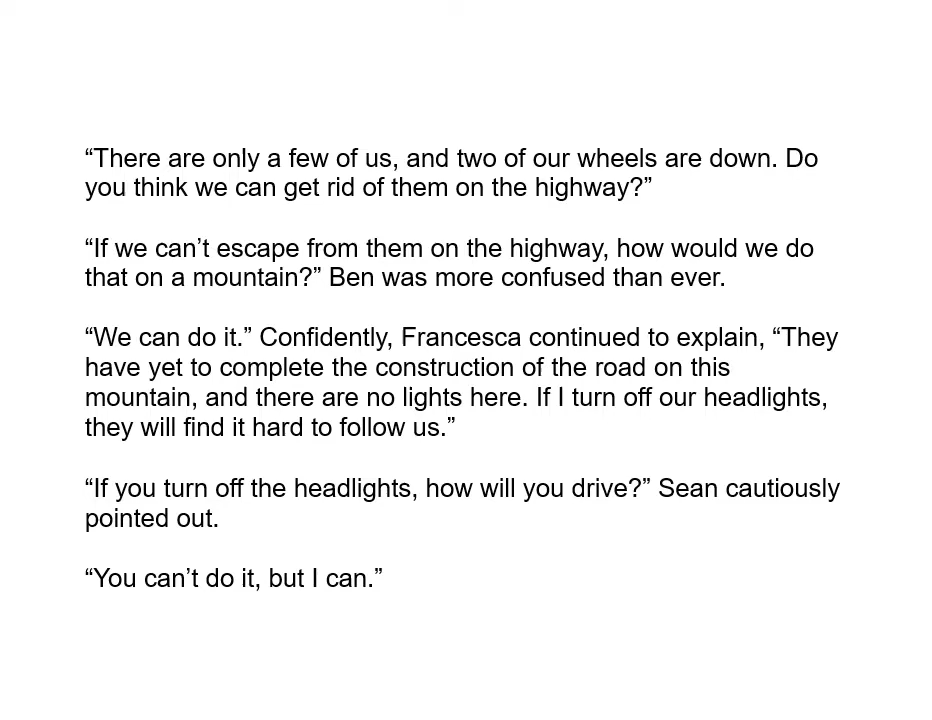 “There are only a few of us, and two of our wheels are down. Do
you think we can get rid of them on the highway?”
“If we can’t escape from them on the highway, how would we do
that on a mountain?” Ben was more confused than ever.
“We can do it.” Confidently, Francesca continued to explain, “They
have yet to complete the construction of the road on this
mountain, and there are no lights here. If I turn off our headlights,
they will find it hard to follow us.”
“If you turn off the headlights, how will you drive?” Sean cautiously
pointed out.
“You can’t do it, but I can.”